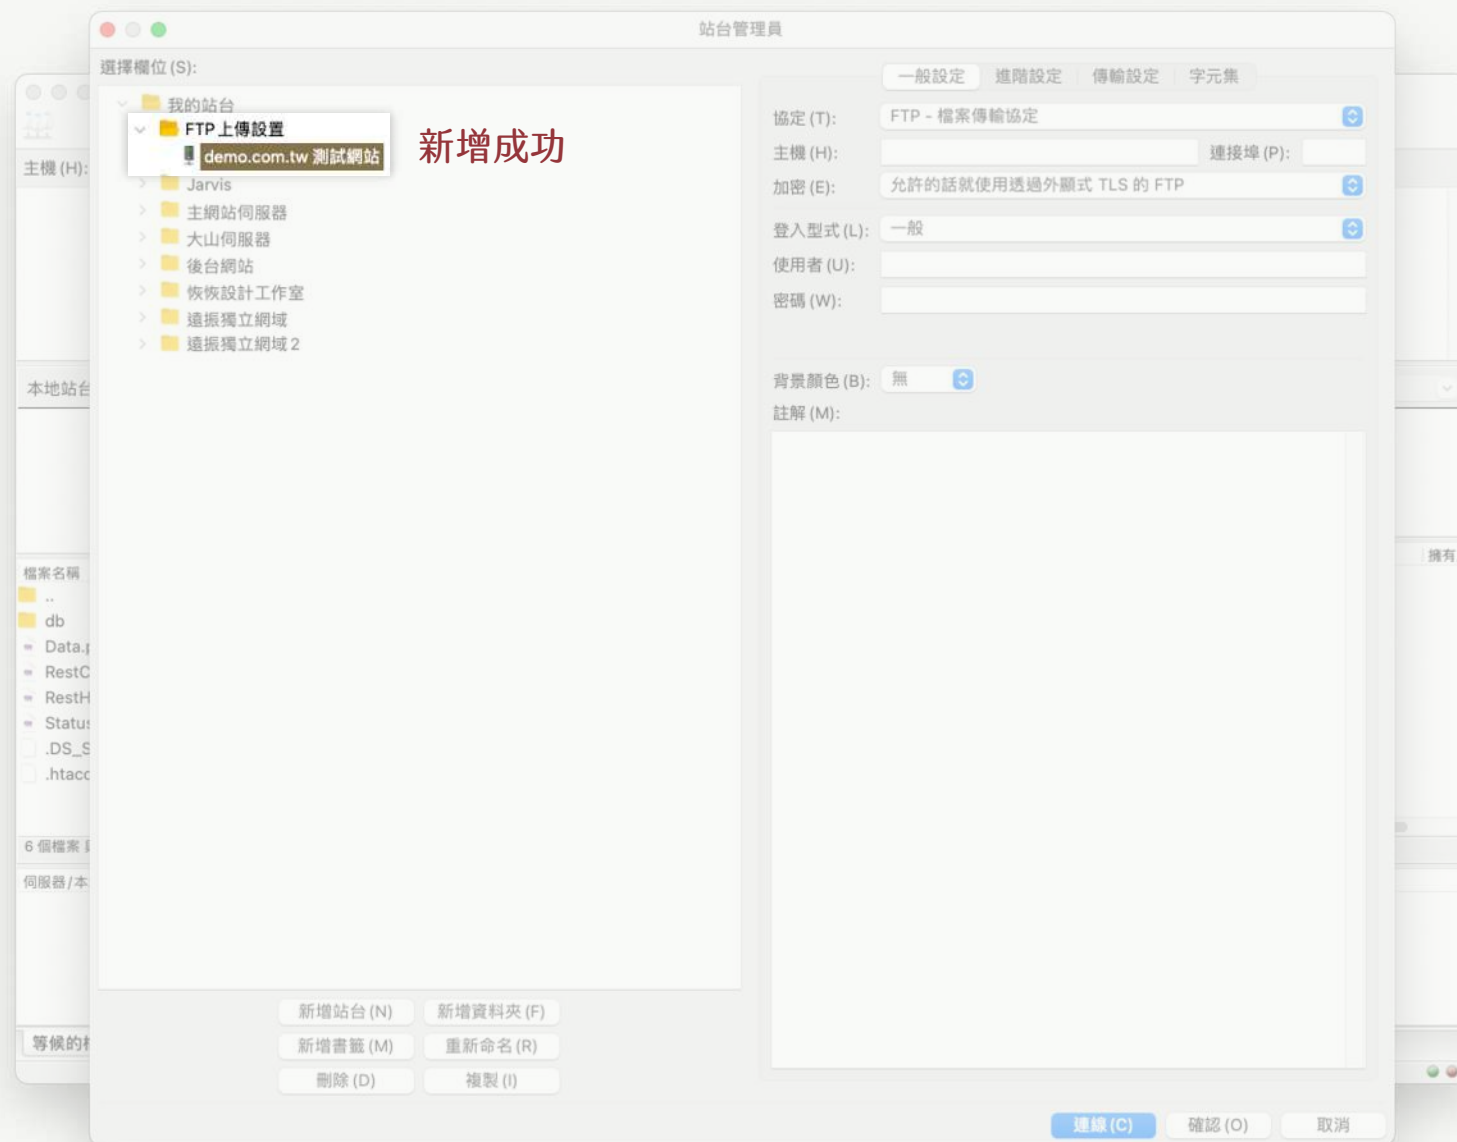 站台管理員
選擇欄位 (S):
我的站台
FTP 上傳設置
demo.com.tw 測試網站
新增成功
Jarvis
主網站伺服器
大山伺服器
後台網站
恢恢設計工作室
遠振獨立網域
遠振獨立網域 2
一般設定
進階設定
傳輸設定
字元集
協定 (T):
FTP - 檔案傳輸協定
主機 (H):
連接埠 (P):
加密 (E):
允許的話就使用透過外顯式 TLS 的 FTP
登入型式 (L):
一般
使用者 (U):
密碼 (W):
背景顏色 (B):
無
註解 (M):
新增站台 (N)
新增資料夾 (F)
新增書籤 (M)
重新命名 (R)
刪除 (D)
複製 (I)
連線 (C)
確認 (O)
取消
主機 (H):
本地站台
檔案名稱
..
db
Data.p
RestC
RestH
Status
.DS_S
.htacc
6 個檔案
伺服器/本
等候的
擁有